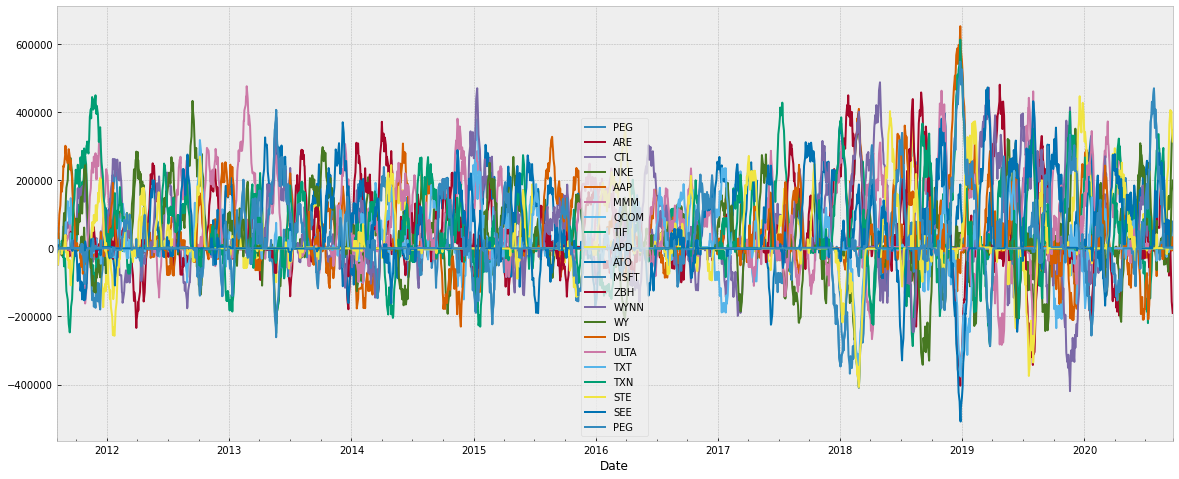 600000
400000
200000
0
−200000
−400000
PEG
ARE
CTL
NKE
AAP
MMM
QCOM
TIF
APD
ATO
MSFT
ZBH
WYNN
WY
DIS
ULTA
TXT
TXN
STE
SEE
PEG
2012 2013 2014 2015 2016 2017 2018 2019 2020
Date